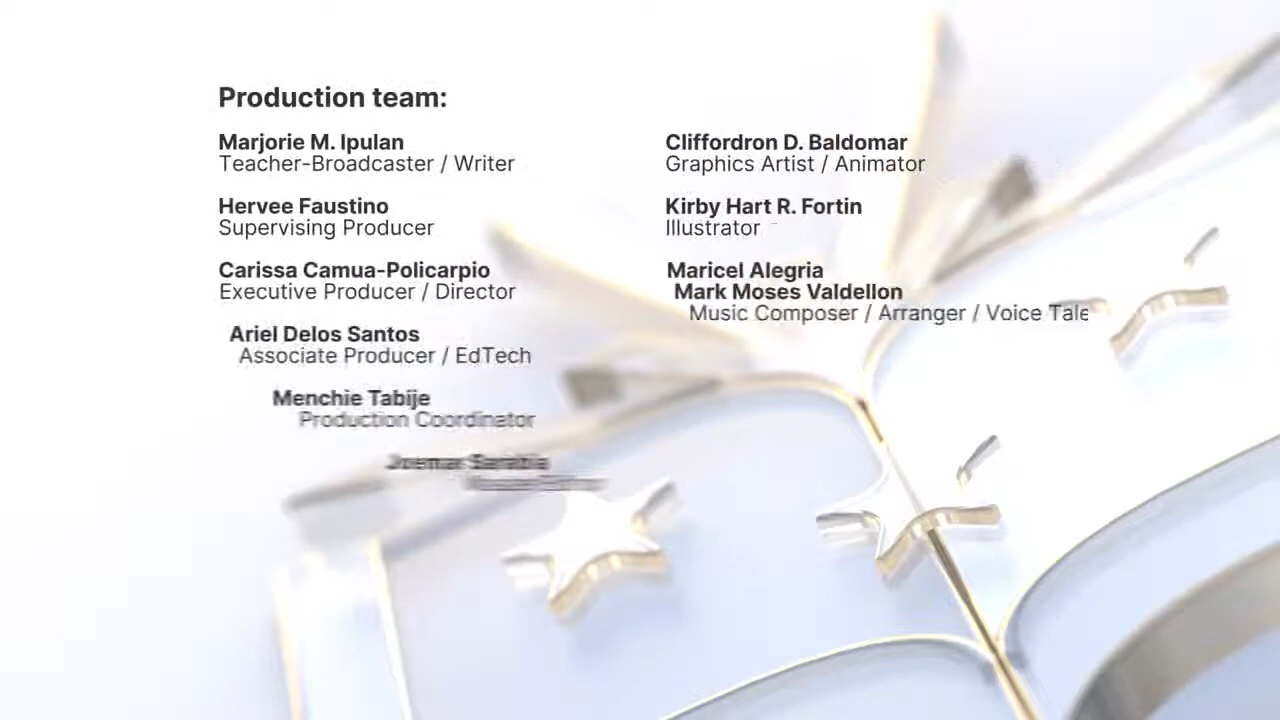 Production team:
Marjorie M. Ipulan
Teacher-Broadcaster / Writer
Hervee Faustino
Supervising Producer
Carissa Camua-Policarpio
Executive Producer / Director
Ariel Delos Santos
Associate Producer / EdTech
Menchie Tabije
Production Coordinator
Cliffordron D. Baldomar
Graphics Artist / Animator
Kirby Hart R. Fortin
Illustrator
Maricel Alegria
Mark Moses Valdellon
Music Composer / Arranger / Voice Tale